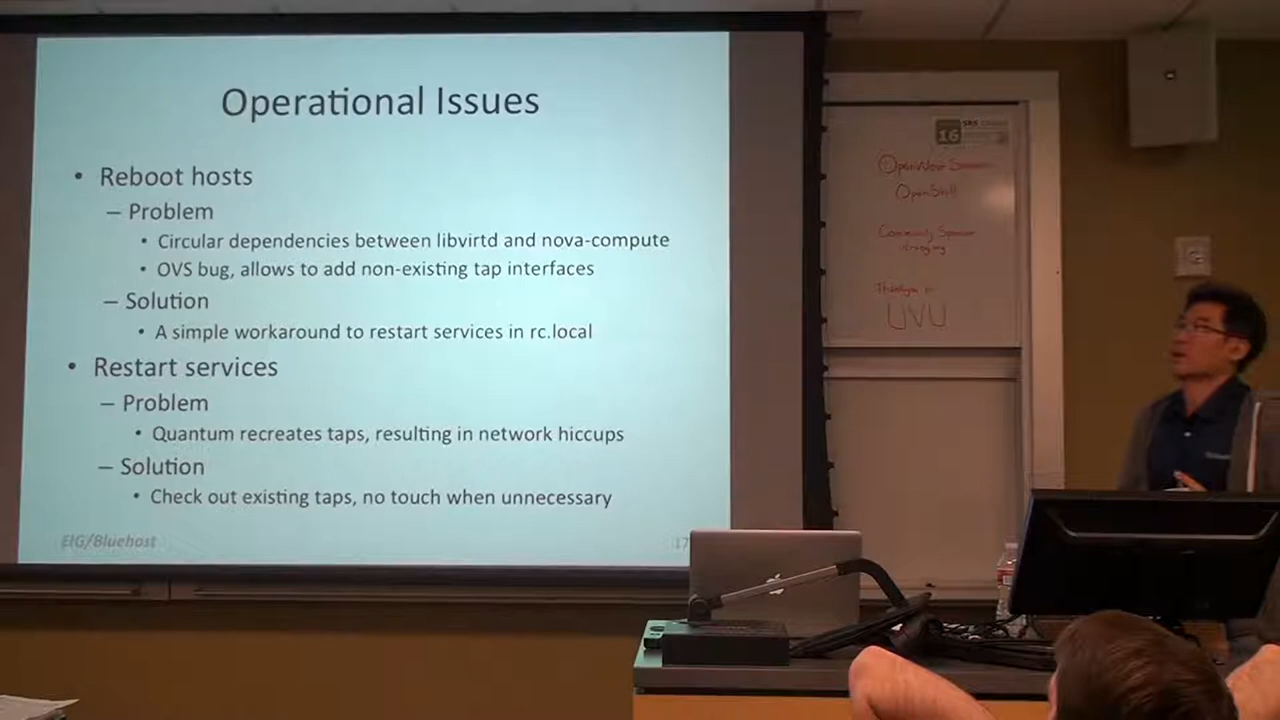 Operational Issues
• Reboot hosts
– Problem
• Circular dependencies between libvirtd and nova-compute
• OVS bug, allows to add non-existing tap interfaces
– Solution
• A simple workaround to restart services in rc.local
• Restart services
– Problem
• Quantum recreates taps, resulting in network hiccups
– Solution
• Check out existing taps, no touch when unnecessary
EIG/Bluehost
17
16
UVU